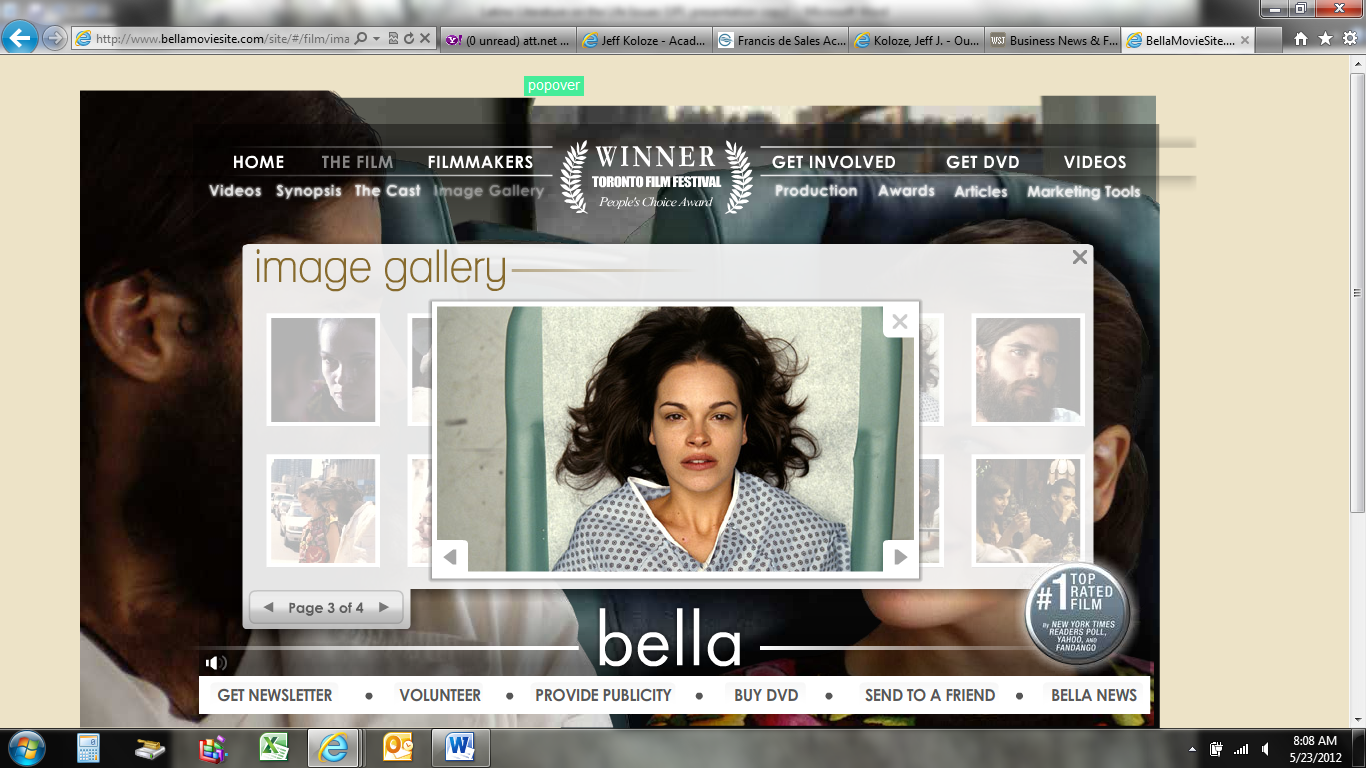 http://www.bellamoviesite.com/site/#/film/ima
(0 unread) att.net ...
Jeff Koloze - Acad...
Francis de Sales Ac...
Koloze, Jeff J. - Ou...
WST Business News & F...
BellaMovieSite....
popover
HOME THE FILM FILMMAKERS
WINNER
TORONTO FILM FESTIVAL
People's Choice Award
GET INVOLVED GET DVD VIDEOS
Videos Synopsis The Cast Image Gallery
Production Awards Articles Marketing Tools
image gallery
Page 3 of 4
#1 TOP
RATED
FILM
By NEW YORK TIMES
READERS POLL,
YAHOO, AND
FANDANGO
bella
GET NEWSLETTER • VOLUNTEER • PROVIDE PUBLICITY • BUY DVD • SEND TO A FRIEND • BELLA NEWS
8:08 AM
5/23/2012